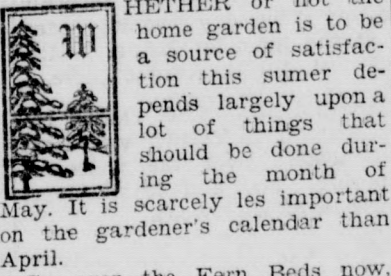 WHETHER or not the
home garden is to be
a source of satisfac-
tion this sumer de-
pends largely upon a
lot of things that
should be done dur-
ing the month of
May. It is scarcely les important
on the gardener's calendar than
April.
the Fern Beds now.